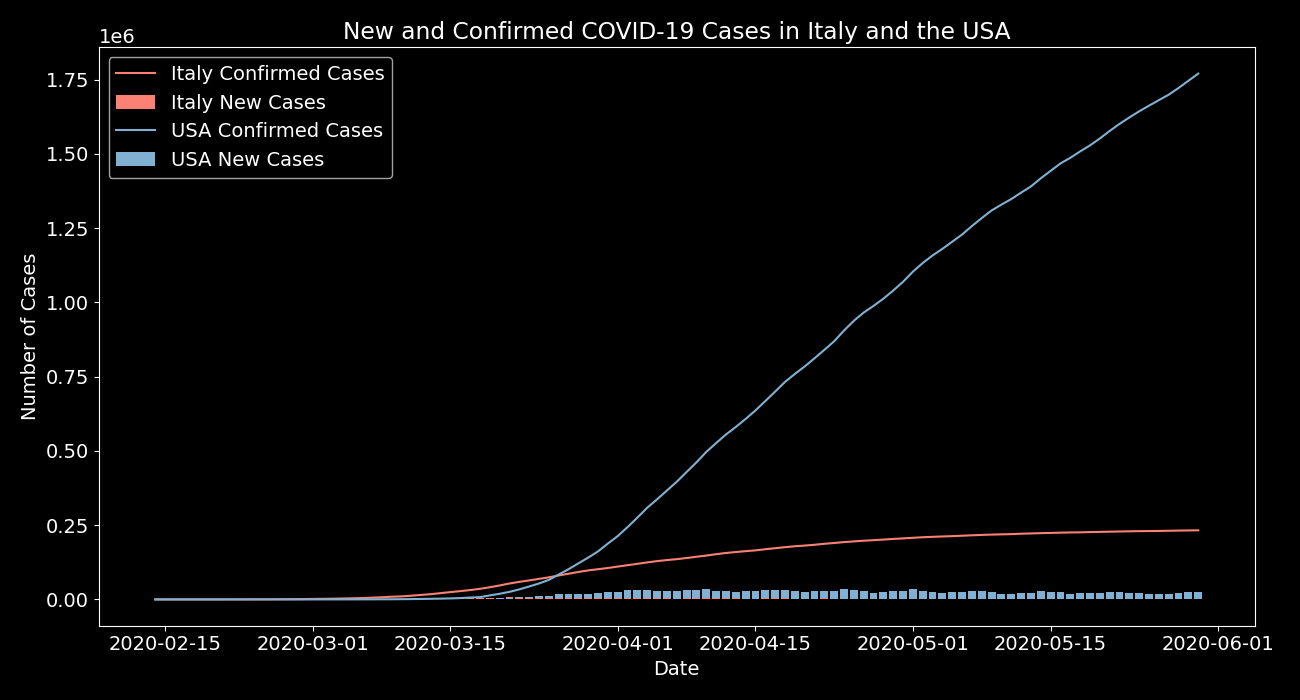 New and Confirmed COVID-19 Cases in Italy and the USA
1e6
Italy Confirmed Cases
Italy New Cases
USA Confirmed Cases
USA New Cases
1.75
1.50
1.25
1.00
0.75
0.50
0.25
0.00
Number of Cases
2020-02-15 2020-03-01 2020-03-15 2020-04-01 2020-04-15 2020-05-01 2020-05-15 2020-06-01
Date